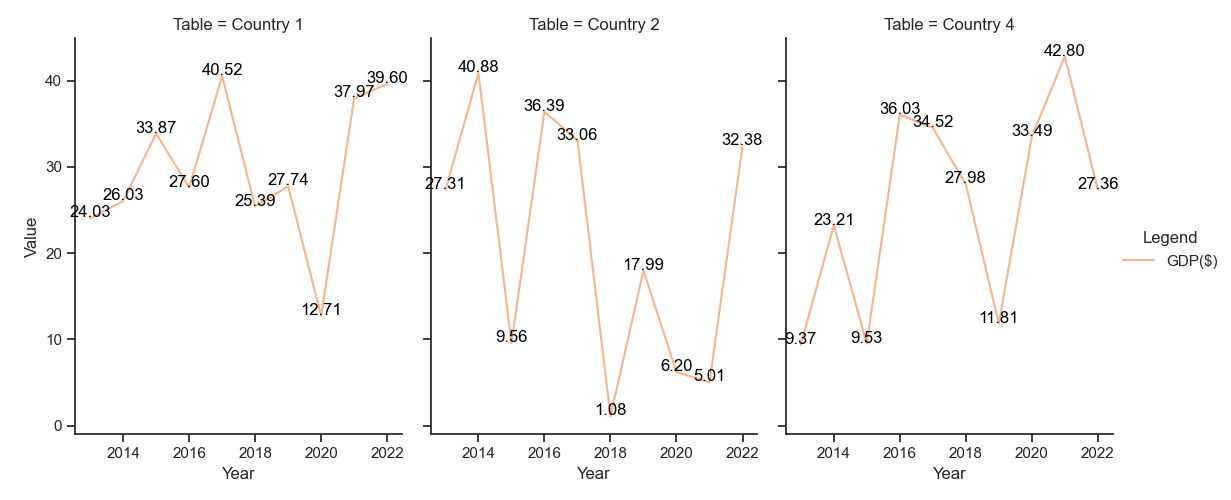 Table = Country 1
Table = Country 2
Table = Country 4
Value
40
30
20
10
0
24.03
26.03
33.87
27.60
40.52
25.39
27.74
12.71
37.97
39.60
2014 2016 2018 2020 2022
Year
27.31
40.88
9.56
36.39
33.06
1.08
17.99
6.20
5.01
32.38
2014 2016 2018 2020 2022
Year
9.37
23.21
9.53
36.03
34.52
27.98
11.81
33.49
42.80
27.36
2014 2016 2018 2020 2022
Year
Legend
GDP($)